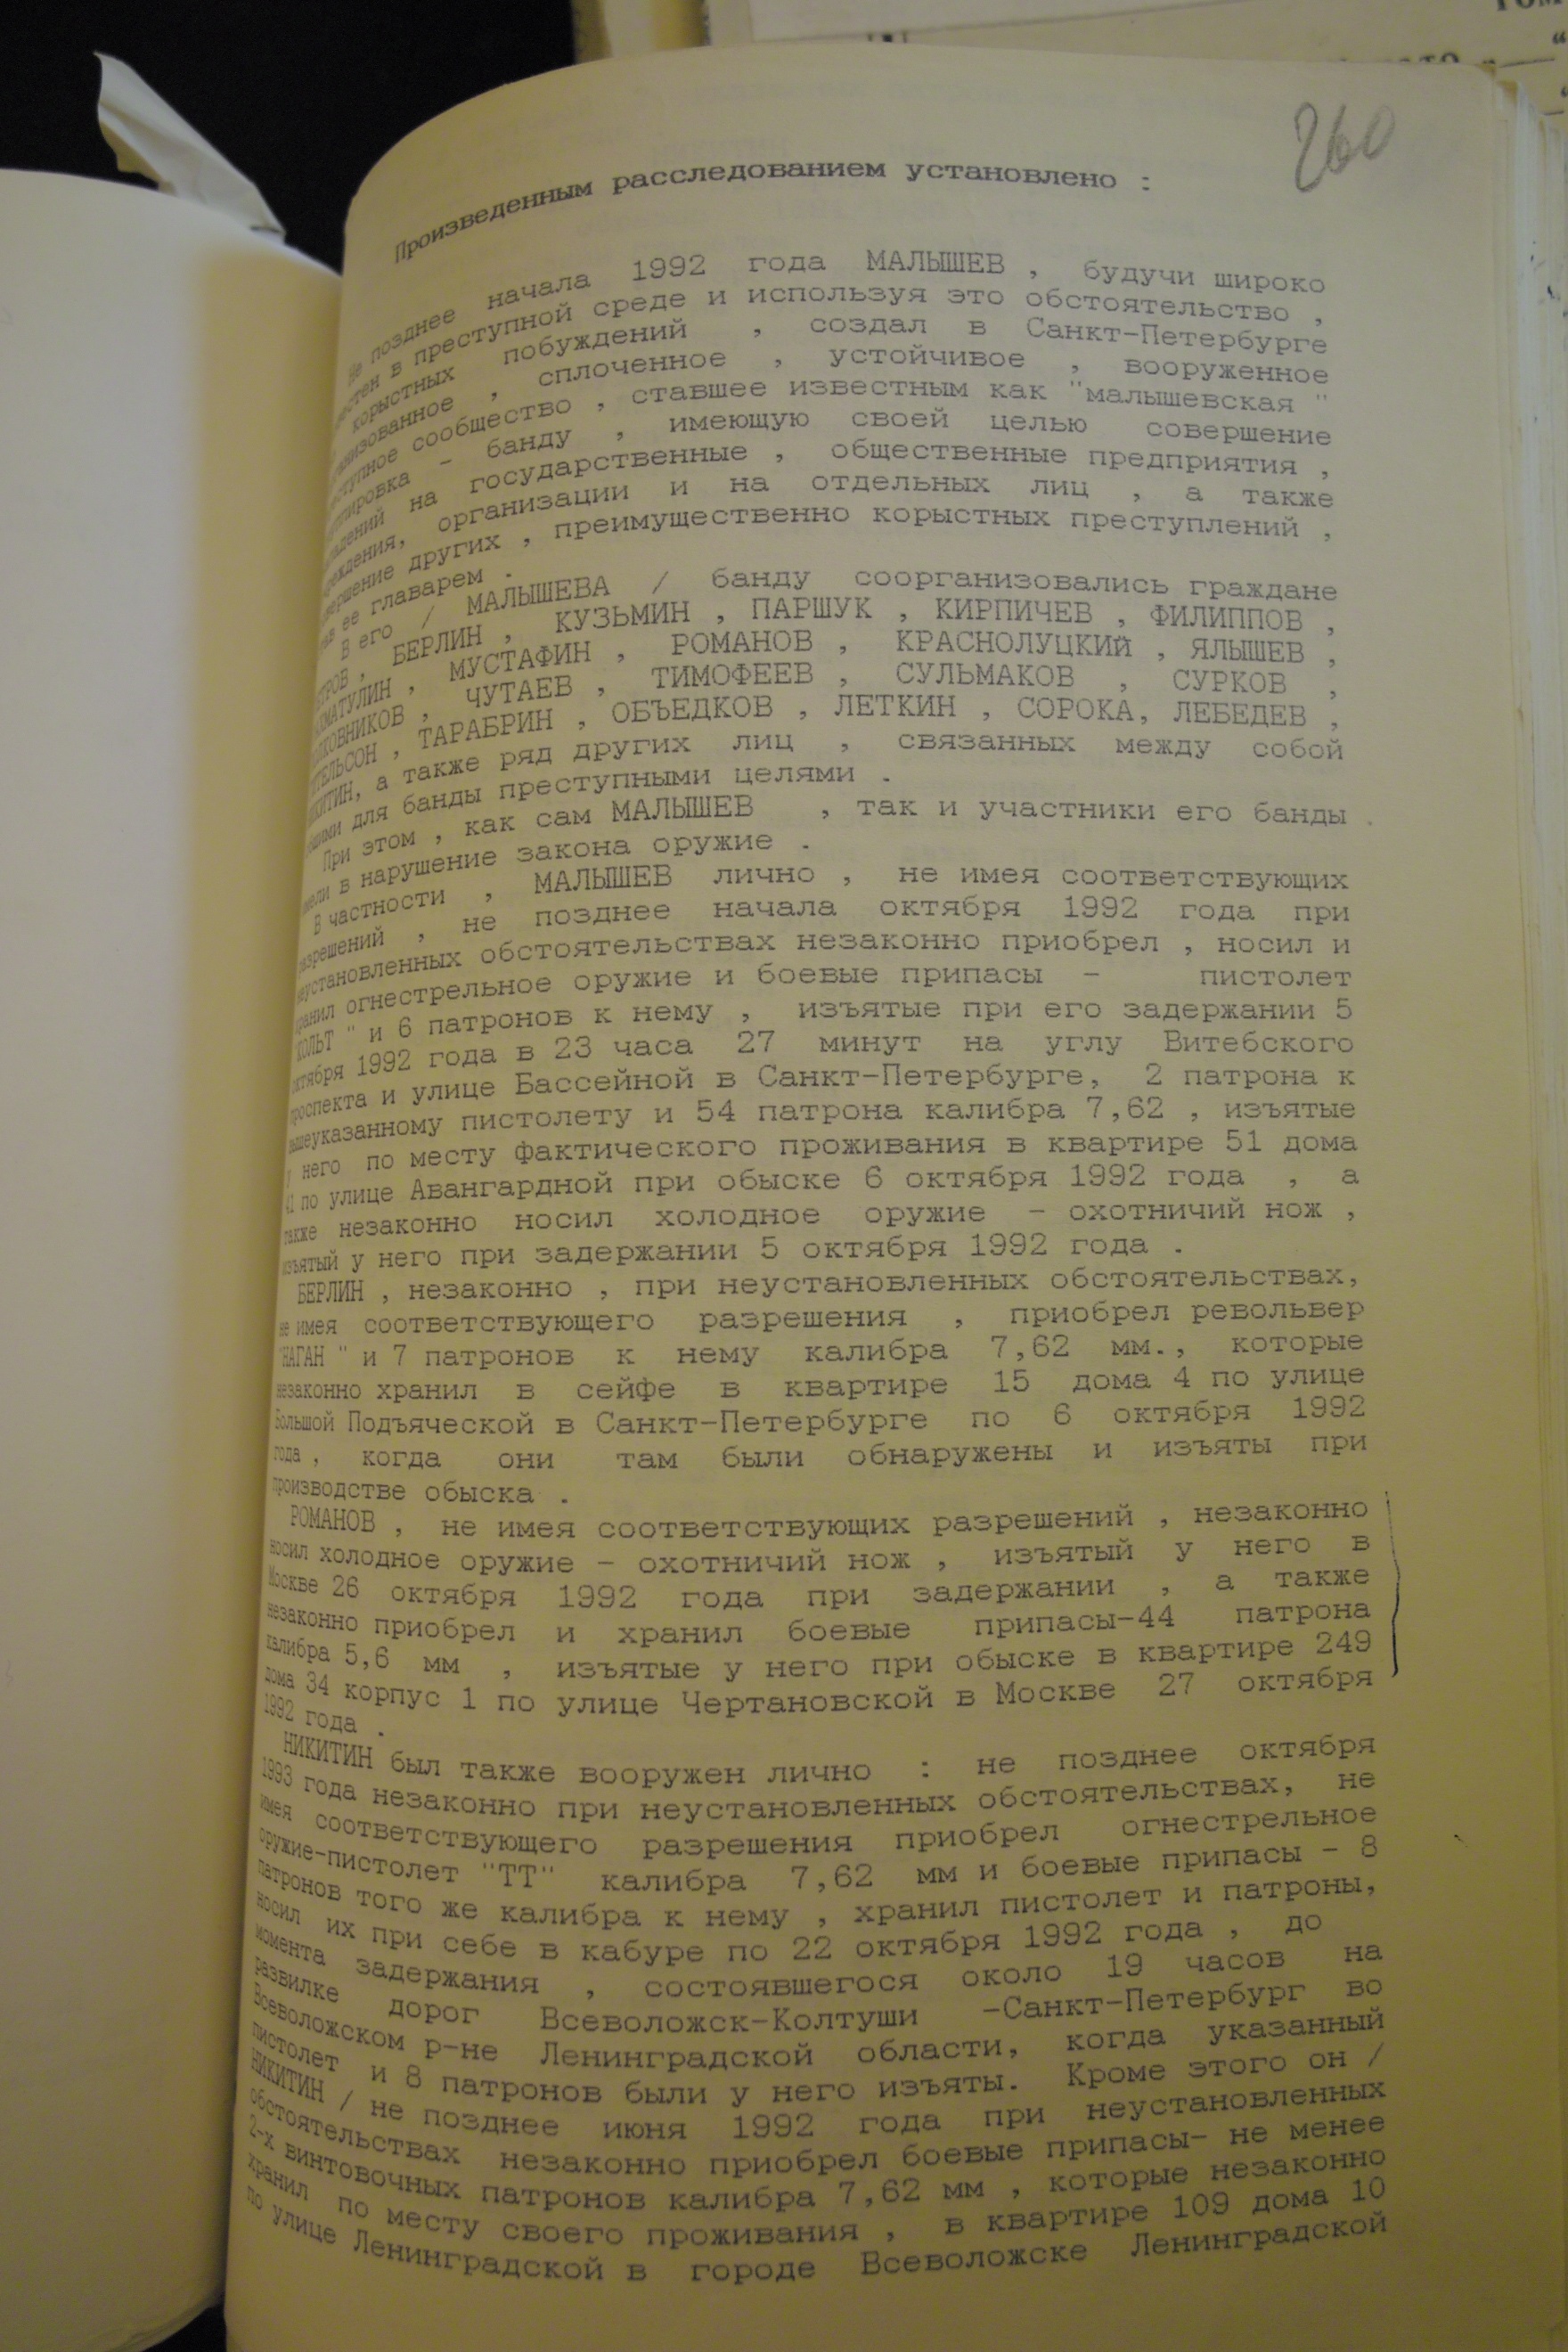 260
Произведенным расследованием установлено :
Не позднее начала 1992 года МАЛЫШЕВ , будучи широко
в преступной среде и используя это обстоятельство ,
корыстных побуждений , создал в Санкт-Петербурге
, сплоченное , устойчивое , вооруженное
сообщество , ставшее известным как "малышевская "
- банду , имеющую своей целью совершение
на государственные , общественные предприятия ,
организации и на отдельных лиц , а также
других , преимущественно корыстных преступлений ,
ее главарем .
В его / МАЛЫШЕВА / банду соорганизовались граждане
БЕРЛИН , КУЗЬМИН , ПАРШУК , КИРПИЧЕВ , ФИЛИППОВ ,
МУСТАФИН , РОМАНОВ , КРАСНОЛУЦКИЙ , ЯЛЫШЕВ ,
ЧУТАЕВ , ТИМОФЕЕВ , СУЛЬМАКОВ , СУРКОВ ,
, ТАРАБРИН , ОБЪЕДКОВ , ЛЕТКИН , СОРОКА, ЛЕБЕДЕВ ,
а также ряд других лиц , связанных между собой
для банды преступными целями .
При этом , как сам МАЛЫШЕВ , так и участники его банды
в нарушение закона оружие .
В частности , МАЛЫШЕВ лично , не имея соответствующих
разрешений , не позднее начала октября 1992 года при
неустановленных обстоятельствах незаконно приобрел , носил и
хранил огнестрельное оружие и боевые припасы - пистолет
КОЛЬТ " и 6 патронов к нему , изъятые при его задержании 5
октября 1992 года в 23 часа 27 минут на углу Витебского
проспекта и улице Бассейной в Санкт-Петербурге, 2 патрона к
вышеуказанному пистолету и 54 патрона калибра 7,62 , изъятые
у него по месту фактического проживания в квартире 51 дома
41 по улице Авангардной при обыске 6 октября 1992 года , а
также незаконно носил холодное оружие - охотничий нож ,
изъятый у него при задержании 5 октября 1992 года .
БЕРЛИН , незаконно , при неустановленных обстоятельствах,
не имея соответствующего разрешения , приобрел револьвер
"НАГАН " и 7 патронов к нему калибра 7,62 мм., которые
незаконно хранил в сейфе в квартире 15 дома 4 по улице
Большой Подъяческой в Санкт-Петербурге по 6 октября 1992
года , когда они там были обнаружены и изъяты при
производстве обыска .
РОМАНОВ , не имея соответствующих разрешений , незаконно
носил холодное оружие - охотничий нож , изъятый у него в
Москве 26 октября 1992 года при задержании , а также
незаконно приобрел и хранил боевые припасы-44 патрона
калибра 5,6 мм , изъятые у него при обыске в квартире 249
дома 34 корпус 1 по улице Чертановской в Москве 27 октября
1992 года .
НИКИТИН был также вооружен лично : не позднее октября
1993 года незаконно при неустановленных обстоятельствах, не
имея соответствующего разрешения приобрел огнестрельное
оружие-пистолет "ТТ" калибра 7,62 мм и боевые припасы - 8
патронов того же калибра к нему , хранил пистолет и патроны,
носил их при себе в кабуре по 22 октября 1992 года , до
момента задержания , состоявшегося около 19 часов на
развилке дорог Всеволожск-Колтуши -Санкт-Петербург во
Всеволожском р-не Ленинградской области, когда указанный
пистолет и 8 патронов были у него изъяты. Кроме этого он /
НИКИТИН / не позднее июня 1992 года при неустановленных
обстоятельствах незаконно приобрел боевые припасы- не менее
2-х винтовочных патронов калибра 7,62 мм , которые незаконно
хранил по месту своего проживания , в квартире 109 дома 10
по улице Ленинградской в городе Всеволожске Ленинградской